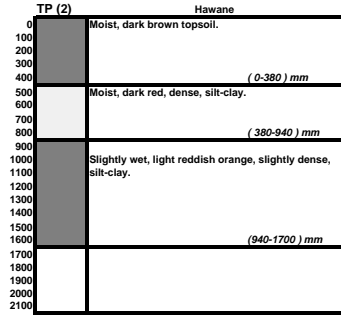 TP (2) Hawane
0 Moist, dark brown topsoil.
100
200
300
400 ( 0-380 ) mm
500 Moist, dark red, dense, silt-clay.
600
700
800 ( 380-940 ) mm
900
1000 Slightly wet, light reddish orange, slightly dense,
1100 silt-clay.
1200
1300
1400
1500
1600 (940-1700 ) mm
1700
1800
1900
2000
2100